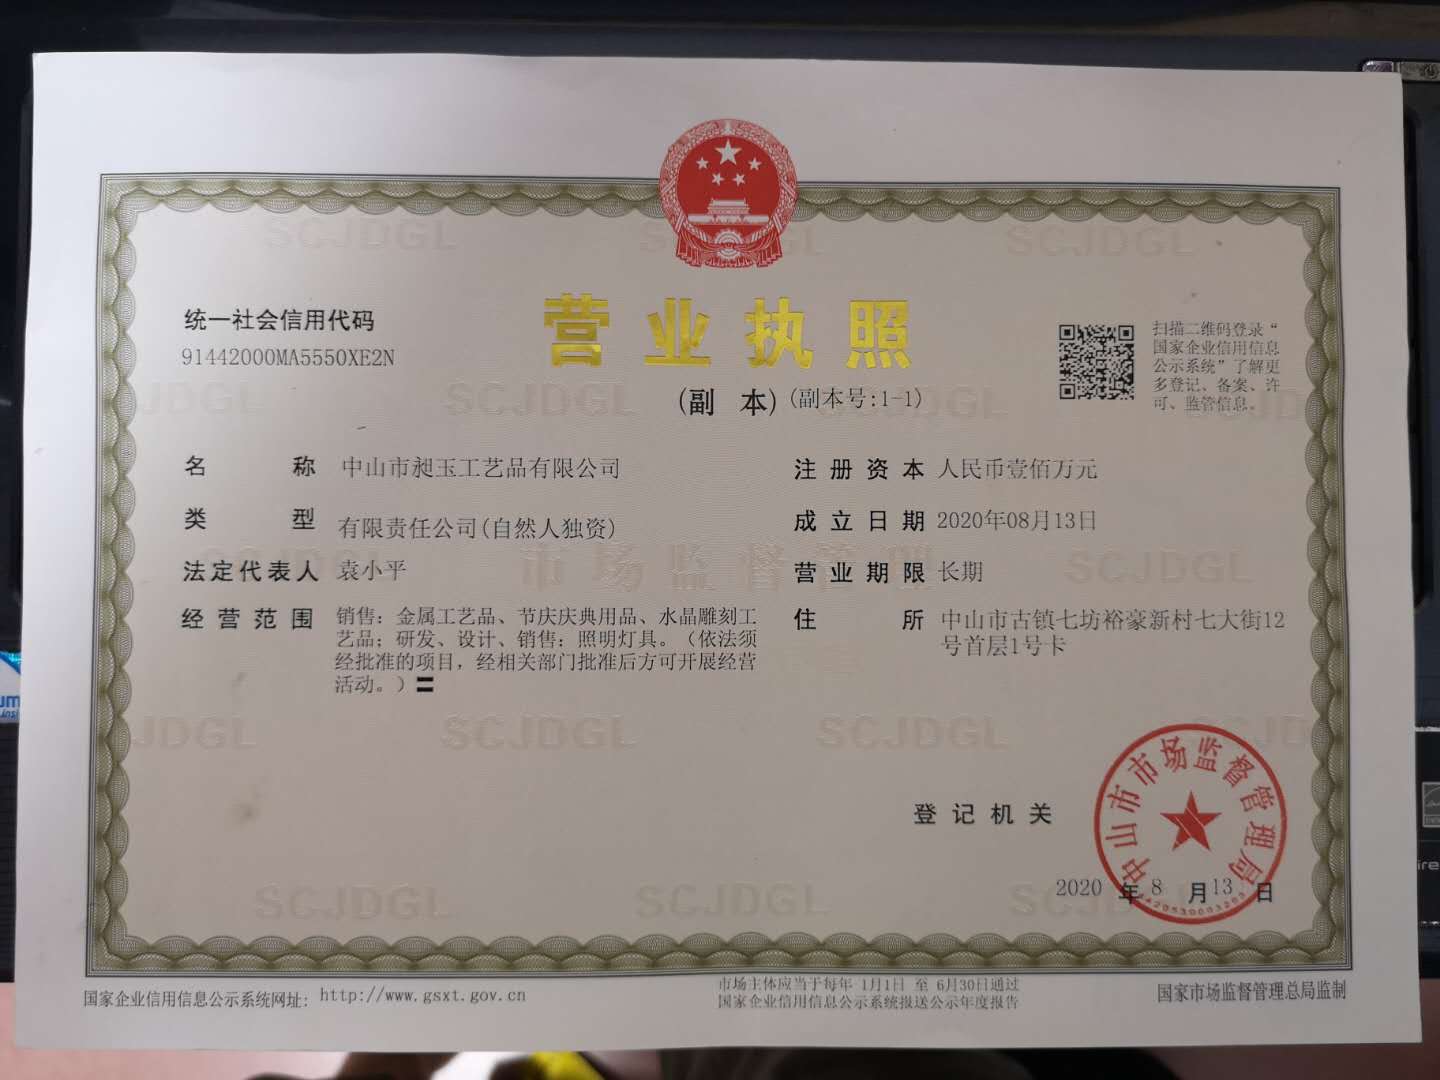 营业执照
(副 本)(副本号:1-1)
统一社会信用代码
91442000MA5550XE2N
扫描二维码登录“
国家企业信用信息
公示系统”了解更
多登记、备案、许
可、监管信息。
名 称 中山市昶玉工艺品有限公司
类 型 有限责任公司(自然人独资)
法定代表人 袁小平
经营范围 销售：金属工艺品、节庆庆典用品、水晶雕刻工
艺品；研发、设计、销售：照明灯具。（依法须
经批准的项目，经相关部门批准后方可开展经营
活动。）〓
注册资本 人民币壹佰万元
成立日期 2020年08月13日
营业期限 长期
住 所 中山市古镇七坊裕豪新村七大街12
号首层1号卡
市场监督管理
SCJDGL
登记机关
中山市市场监督管理局
2020 年 8 月 13 日
国家企业信用信息公示系统网址： http://www.gsxt.gov.cn
市场主体应当于每年 1月1日 至 6月30日通过
国家企业信用信息公示系统报送公示年度报告
国家市场监督管理总局监制